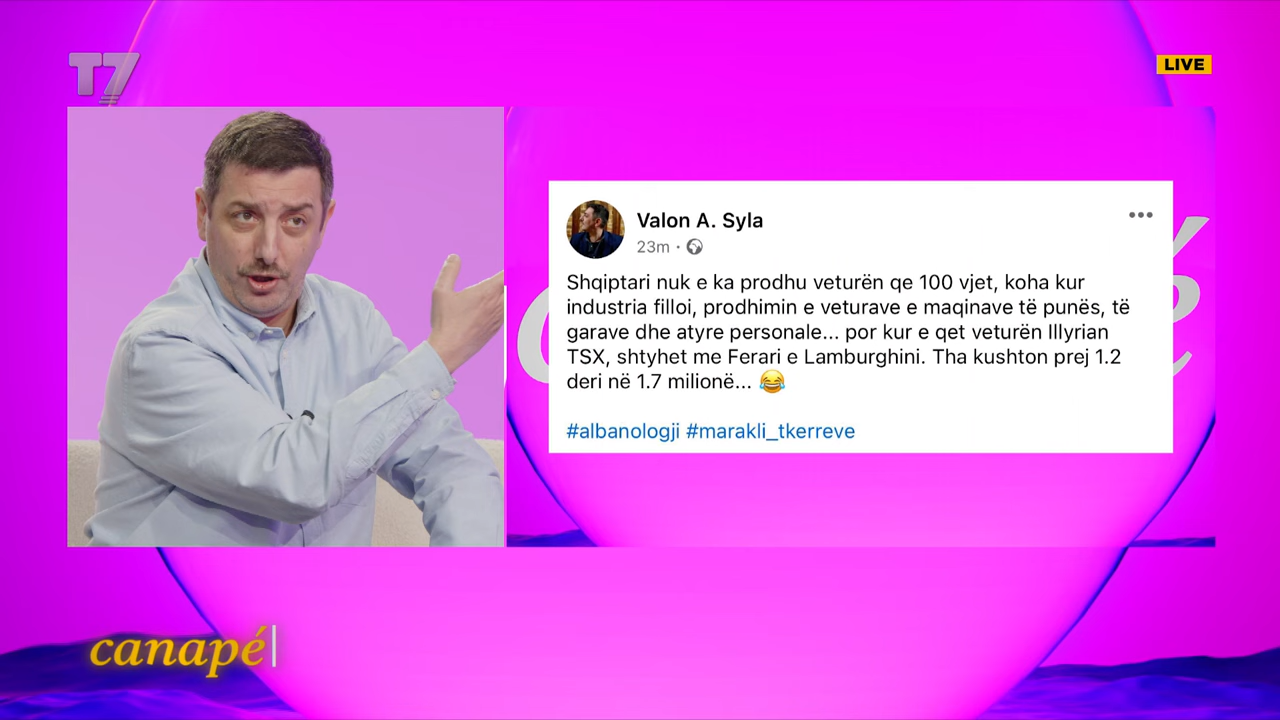 T7
LIVE
Valon A. Syla
23m ·
Shqiptari nuk e ka prodhu veturën qe 100 vjet, koha kur
industria filloi, prodhimin e veturave e maqinave të punës, të
garave dhe atyre personale... por kur e qet veturën Illyrian
TSX, shtyhet me Ferari e Lamburghini. Tha kushton prej 1.2
deri në 1.7 milionë... 😂
#albanologji #marakli_tkerreve
canapé